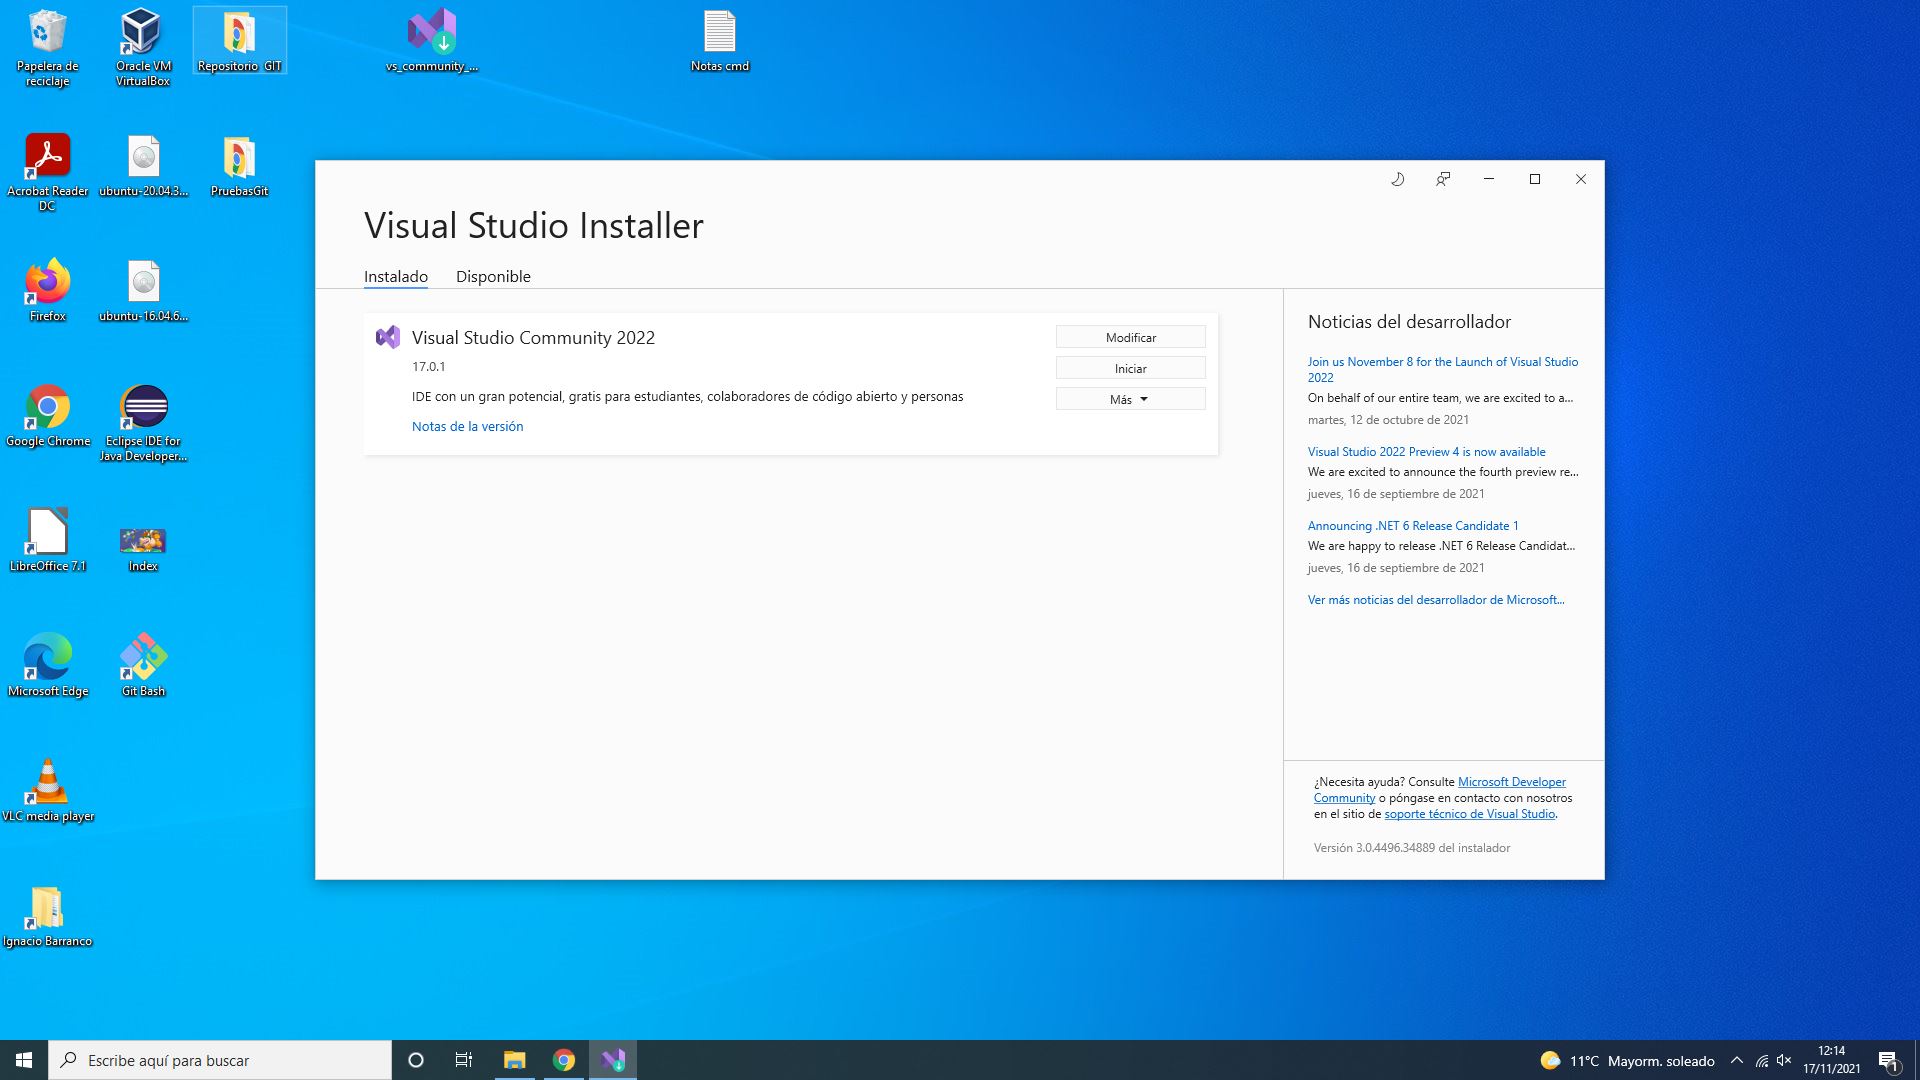 Papelera de
reciclaje
Oracle VM
VirtualBox
Repositorio_GIT
vs_community_...
Notas cmd
Acrobat Reader
DC
ubuntu-20.04.3...
PruebasGit
Firefox
ubuntu-16.04.6...
Google Chrome
Eclipse IDE for
Java Developer...
LibreOffice 7.1
Index
Microsoft Edge
Git Bash
VLC media player
Ignacio Barranco
Visual Studio Installer
Instalado
Disponible
Visual Studio Community 2022
17.0.1
IDE con un gran potencial, gratis para estudiantes, colaboradores de código abierto y personas
Notas de la versión
Modificar
Iniciar
Más
Noticias del desarrollador
Join us November 8 for the Launch of Visual Studio
2022
On behalf of our entire team, we are excited to a...
martes, 12 de octubre de 2021
Visual Studio 2022 Preview 4 is now available
We are excited to announce the fourth preview re...
jueves, 16 de septiembre de 2021
Announcing .NET 6 Release Candidate 1
We are happy to release .NET 6 Release Candidat...
jueves, 16 de septiembre de 2021
Ver más noticias del desarrollador de Microsoft...
¿Necesita ayuda? Consulte Microsoft Developer
Community o póngase en contacto con nosotros
en el sitio de soporte técnico de Visual Studio.
Versión 3.0.4496.34889 del instalador
Escribe aquí para buscar
11°C Mayorm. soleado
12:14
17/11/2021
1